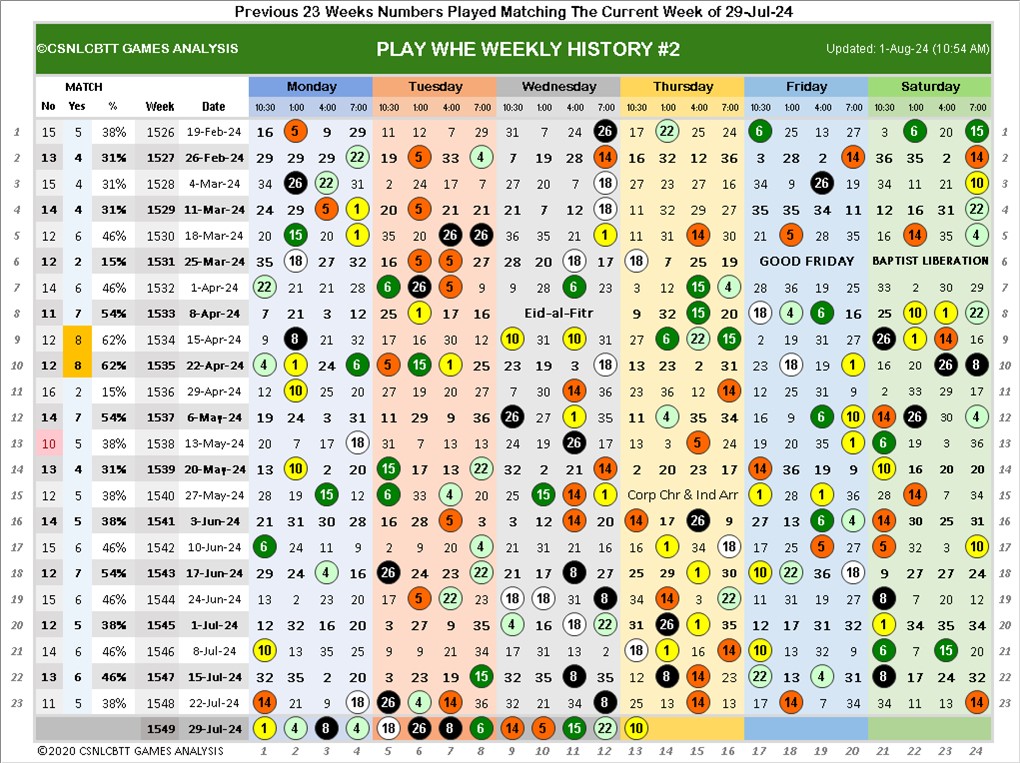 Previous 23 Weeks Numbers Played Matching The Current Week of 29-Jul-24
©CSNLCBTT GAMES ANALYSIS PLAY WHE WEEKLY HISTORY #2 Updated: 1-Aug-24 (10:54 AM)
MATCH Monday Tuesday Wednesday Thursday Friday Saturday
No Yes % Week Date 10:30 1:00 4:00 7:00 10:30 1:00 4:00 7:00 10:30 1:00 4:00 7:00 10:30 1:00 4:00 7:00 10:30 1:00 4:00 7:00 10:30 1:00 4:00 7:00
1 15 5 38% 1526 19-Feb-24 16 5 9 29 11 12 7 29 31 7 24 26 17 22 25 24 6 25 13 27 3 6 20 15 1
2 13 4 31% 1527 26-Feb-24 29 29 29 22 19 5 33 4 7 19 28 14 16 32 12 36 3 28 2 14 36 35 2 14 2
3 15 4 31% 1528 4-Mar-24 34 26 22 31 2 24 17 7 27 20 7 18 27 23 27 16 34 9 26 19 34 11 21 10 3
4 14 4 31% 1529 11-Mar-24 24 29 5 1 20 5 21 21 21 7 12 18 11 32 29 27 35 35 34 11 12 16 31 22 4
5 12 6 46% 1530 18-Mar-24 20 15 20 1 35 20 26 26 36 35 21 1 11 31 14 30 21 5 28 35 16 14 35 4 5
6 12 2 15% 1531 25-Mar-24 35 18 27 32 16 5 5 27 28 20 18 17 18 7 25 19 GOOD FRIDAY BAPTIST LIBERATION 6
7 14 6 46% 1532 1-Apr-24 22 21 21 28 6 26 5 9 9 28 6 23 3 12 15 4 28 36 19 25 33 2 30 29 7
8 11 7 54% 1533 8-Apr-24 7 21 3 12 25 1 17 16 Eid-al-Fitr 9 32 15 20 18 4 6 16 25 10 1 22 8
9 12 8 62% 1534 15-Apr-24 9 8 21 32 17 16 30 12 10 31 10 31 27 6 22 15 2 19 31 9 26 1 14 16 9
10 12 8 62% 1535 22-Apr-24 4 1 24 6 5 15 1 25 23 19 3 18 13 23 2 31 23 18 19 1 16 20 26 8 10
11 16 2 15% 1536 29-Apr-24 12 10 25 20 27 19 20 27 7 30 14 21 23 36 12 14 12 25 31 9 2 33 29 17 11
12 14 7 54% 1537 6-May-24 19 24 3 31 11 29 9 36 26 27 1 35 11 4 35 34 16 9 6 10 14 22 30 4 12
13 10 5 38% 1538 13-May-24 20 7 17 18 31 7 13 13 24 19 26 17 13 3 5 23 19 20 35 1 6 19 3 36 13
14 13 4 31% 1539 20-May-24 13 10 2 20 15 17 13 22 32 2 21 14 2 20 23 17 14 36 19 9 10 16 20 20 14
15 12 5 38% 1540 27-May-24 28 19 3 12 6 33 4 20 25 15 14 1 Corp Chr & Ind Arr 1 28 1 36 28 14 7 34 15
16 14 5 38% 1541 3-Jun-24 21 31 30 28 16 28 5 3 3 12 14 20 14 17 26 9 27 13 6 4 14 30 25 31 16
17 15 6 46% 1542 10-Jun-24 6 24 11 9 2 9 20 4 21 31 21 16 16 1 34 18 17 25 5 27 5 32 3 10 17
18 12 7 54% 1543 17-Jun-24 29 24 4 16 26 24 23 22 21 17 8 27 25 29 1 30 10 22 36 18 9 27 27 24 18
19 15 6 46% 1544 24-Jun-24 13 2 23 20 17 5 22 23 18 18 31 8 34 14 3 22 11 31 19 27 8 7 20 12 19
20 12 5 38% 1545 1-Jul-24 12 32 16 20 3 27 9 35 4 16 18 22 31 26 1 20 12 17 31 32 1 34 35 34 20
21 14 6 46% 1546 8-Jul-24 10 13 35 25 9 9 21 34 17 31 13 2 18 1 16 14 10 13 32 9 6 7 15 20 21
22 13 6 46% 1547 15-Jul-24 32 35 2 20 3 23 19 15 32 35 8 35 12 8 14 23 22 13 4 31 8 17 24 32 22
23 11 5 38% 1548 22-Jul-24 14 21 9 18 26 4 14 36 32 31 34 8 25 13 13 14 17 14 7 24 34 11 13 14 23
1549 29-Jul-24 1 4 8 4 18 26 8 6 14 5 15 22 10
©2020 CSNLCBTT GAMES ANALYSIS 1 2 3 4 5 6 7 8 9 10 11 12 13 14 15 16 17 18 19 20 21 22 23 24